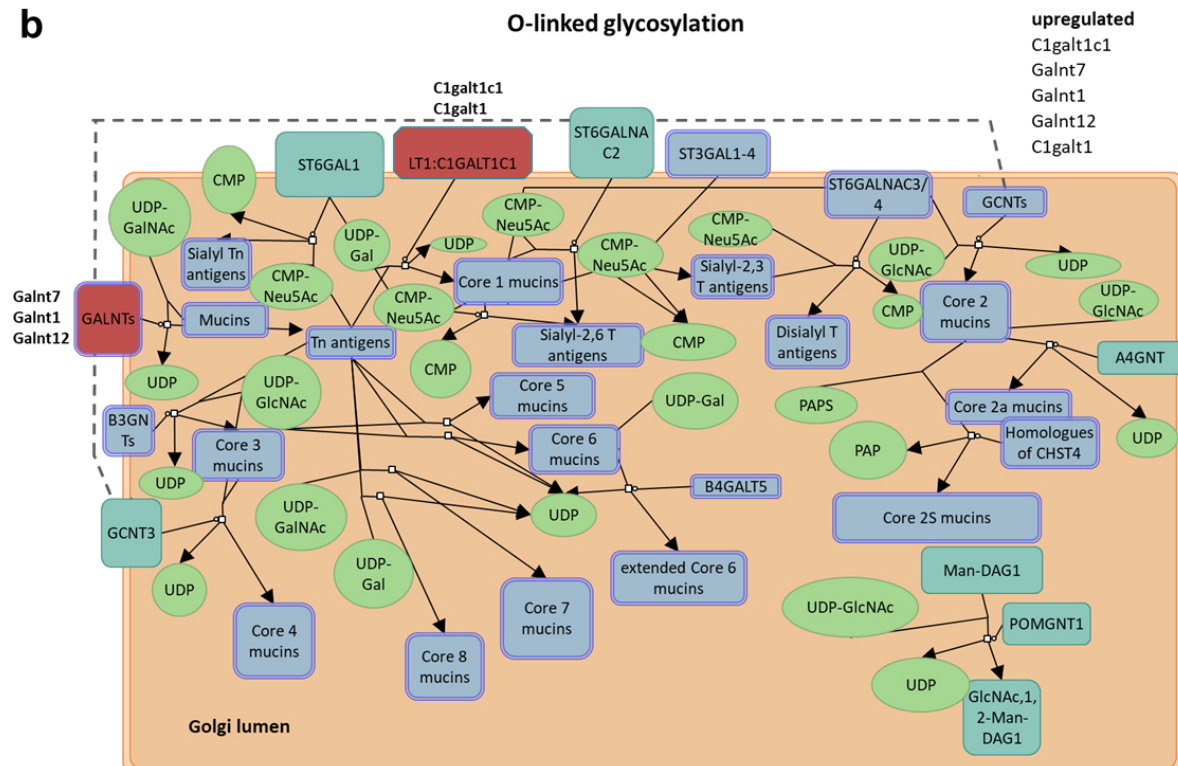 b
O-linked glycosylation
upregulated
C1galt1c1
Galnt7
Galnt1
Galnt12
C1galt1
C1galt1c1
C1galt1
ST6GAL1
LT1:C1GALT1C1
ST6GALNA
C2
ST3GAL1-4
ST6GALNAC3/
4
GCNTs
CMP
UDP-
GalNAc
Sialyl Tn
antigens
UDP-
Gal
CMP-
Neu5Ac
UDP
CMP-
Neu5Ac
CMP-
Neu5Ac
CMP-
Neu5Ac
Sialyl-2,3
T antigens
UDP-
GlcNAc
UDP
CMP-
Neu5Ac
Core 1 mucins
Galnt7
Galnt1
Galnt12
GALNTs
Mucins
Tn antigens
Sialyl-2,6 T
antigens
CMP
Disialyl T
antigens
CMP
Core 2
mucins
UDP-
GlcNAc
UDP
CMP
A4GNT
UDP-
GlcNAc
Core 5
mucins
UDP-Gal
PAPS
Core 2a mucins
B3GN
Ts
Core 3
mucins
Core 6
mucins
PAP
Homologues
of CHST4
UDP
UDP
B4GALT5
GCNT3
UDP-
GalNAc
UDP
Core 2S mucins
UDP
UDP-
Gal
extended Core 6
mucins
Man-DAG1
UDP-GlcNAc
POMGNT1
Core 4
mucins
Core 7
mucins
Core 8
mucins
UDP
GlcNAc,1,
2-Man-
DAG1
Golgi lumen